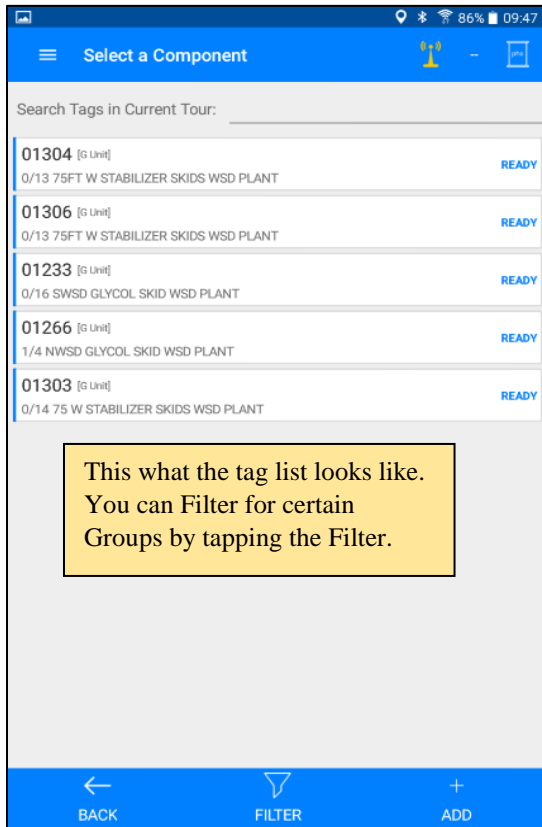 86% 09:47
Select a Component
Search Tags in Current Tour:
01304 [G Unit]
READY
0/13 75FT W STABILIZER SKIDS WSD PLANT
01306 [G Unit]
READY
0/13 75FT W STABILIZER SKIDS WSD PLANT
01233 [G Unit]
READY
0/16 SWSD GLYCOL SKID WSD PLANT
01266 [G Unit]
READY
1/4 NWSD GLYCOL SKID WSD PLANT
01303 [G Unit]
READY
0/14 75 W STABILIZER SKIDS WSD PLANT
This what the tag list looks like.
You can Filter for certain
Groups by tapping the Filter.
BACK FILTER ADD